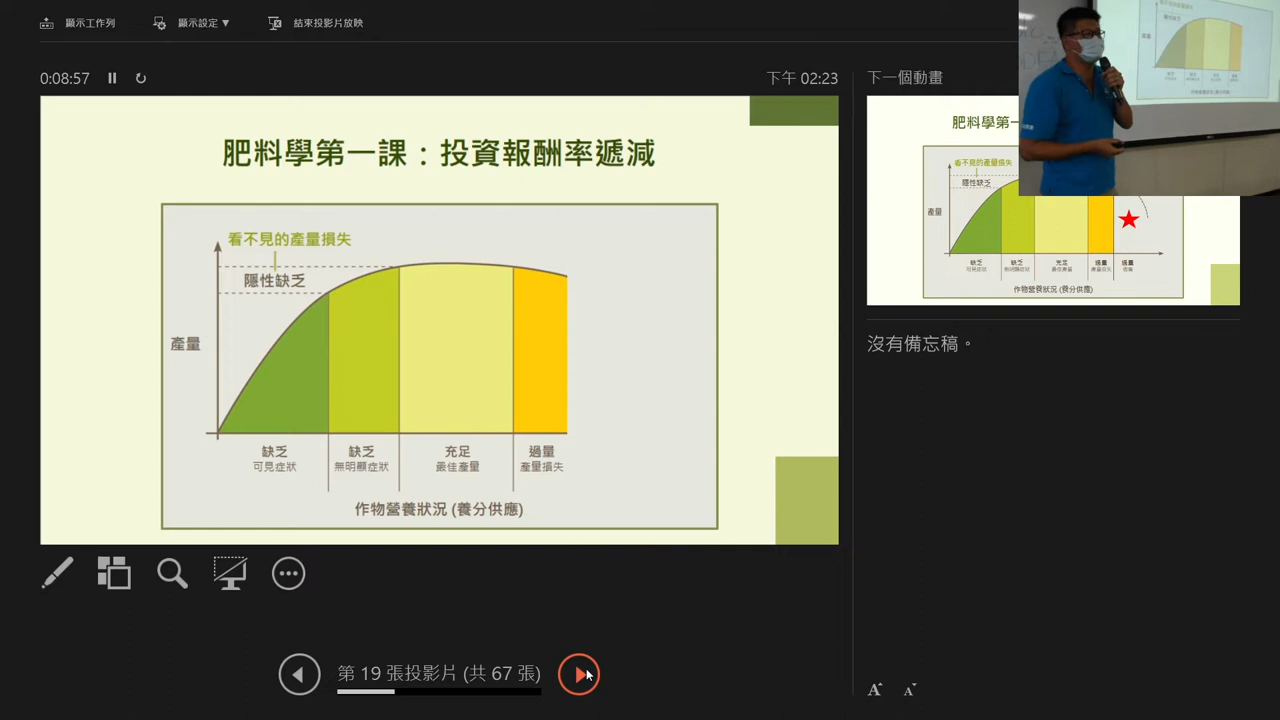 顯示工作列
顯示設定 ▼
結束投影片放映
0:08:57
下午 02:23
肥料學第一課：投資報酬率遞減
看不見的產量損失
隱性缺乏
產量
缺乏
可見症狀
缺乏
無明顯症狀
充足
最佳產量
過量
產量損失
作物營養狀況 (養分供應)
第 19 張投影片 (共 67 張)
下一個動畫
肥料學第一
看不見的產量損失
隱性缺乏
產量
缺乏
可見症狀
缺乏
無明顯症狀
充足
最佳產量
過量
產量損失
過量
作物營養狀況 (養分供應)
沒有備忘稿。
A A